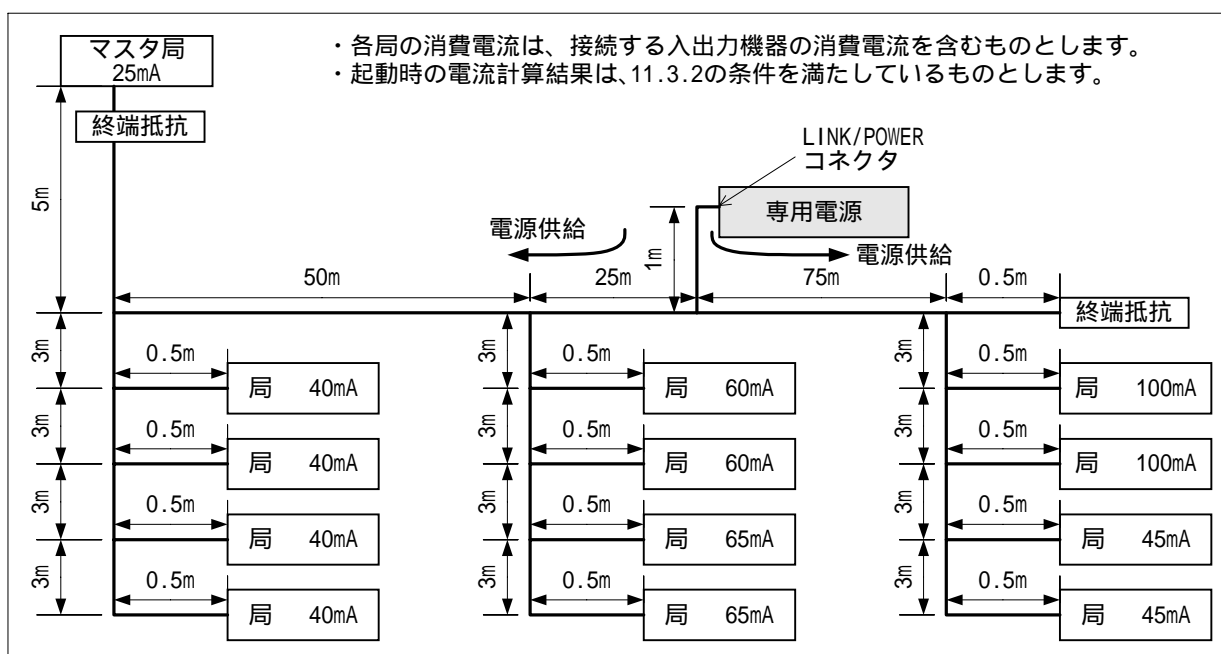 マスタ局
25mA
・各局の消費電流は、接続する入出力機器の消費電流を含むものとします。
・起動時の電流計算結果は、11.3.2の条件を満たしているものとします。
終端抵抗
LINK/POWER
コネクタ
専用電源
5m
電源供給
1m
電源供給
50m
25m
75m
0.5m
終端抵抗
3m
0.5m
局 40mA
3m
0.5m
局 60mA
3m
0.5m
局 100mA
3m
0.5m
局 40mA
3m
0.5m
局 60mA
3m
0.5m
局 100mA
3m
0.5m
局 40mA
3m
0.5m
局 65mA
3m
0.5m
局 45mA
3m
0.5m
局 40mA
3m
0.5m
局 65mA
3m
0.5m
局 45mA